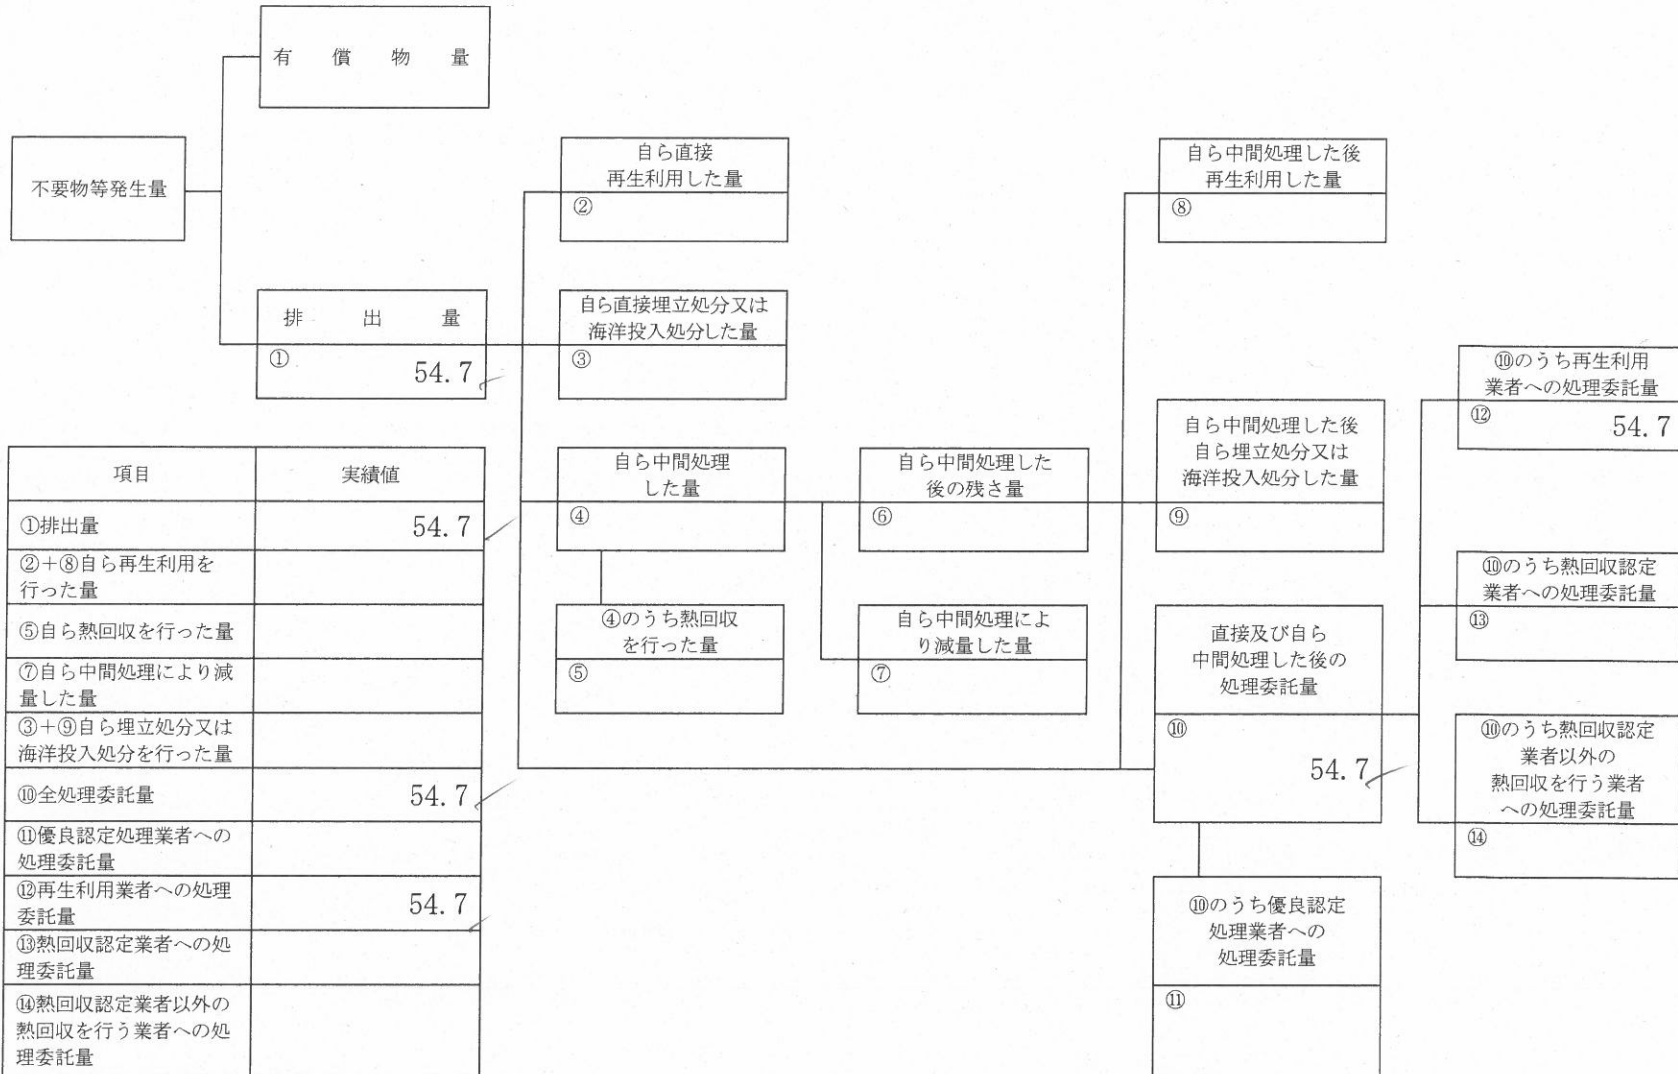 有償物量
不要物等発生量
排出量
① 54.7
自ら直接
再生利用した量
②
自ら直接埋立処分又は
海洋投入処分した量
③
自ら中間処理
した量
④
④のうち熱回収
を行った量
⑤
自ら中間処理した
後の残さ量
⑥
自ら中間処理によ
り減量した量
⑦
自ら中間処理した後
再生利用した量
⑧
自ら中間処理した後
自ら埋立処分又は
海洋投入処分した量
⑨
直接及び自ら
中間処理した後の
処理委託量
⑩
54.7
⑩のうち優良認定
処理業者への
処理委託量
⑪
⑩のうち再生利用
業者への処理委託量
⑫ 54.7
⑩のうち熱回収認定
業者への処理委託量
⑬
⑩のうち熱回収認定
業者以外の
熱回収を行う業者
への処理委託量
⑭
項目 実績値
①排出量 54.7
②+⑧自ら再生利用を
行った量
⑤自ら熱回収を行った量
⑦自ら中間処理により減
量した量
③+⑨自ら埋立処分又は
海洋投入処分を行った量
⑩全処理委託量 54.7
⑪優良認定処理業者への
処理委託量
⑫再生利用業者への処理
委託量 54.7
⑬熱回収認定業者への処
理委託量
⑭熱回収認定業者以外の
熱回収を行う業者への処
理委託量